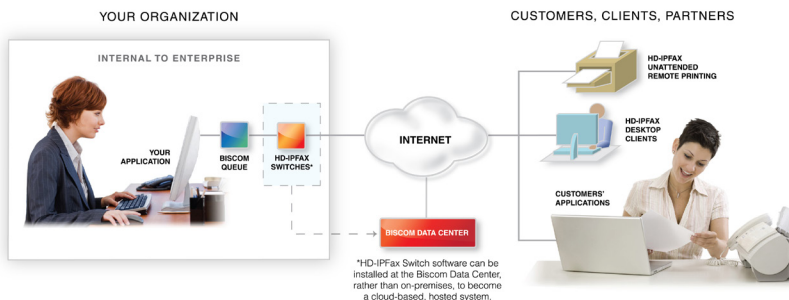 YOUR ORGANIZATION
CUSTOMERS, CLIENTS, PARTNERS
INTERNAL TO ENTERPRISE
YOUR
APPLICATION
BISCOM
QUEUE
HD-IPFAX
SWITCHES*
INTERNET
HD-IPFAX
UNATTENDED
REMOTE PRINTING
HD-IPFAX
DESKTOP
CLIENTS
CUSTOMERS'
APPLICATIONS
BISCOM DATA CENTER
*HD-IPFax Switch software can be
installed at the Biscom Data Center,
rather than on-premises, to become
a cloud-based, hosted system.